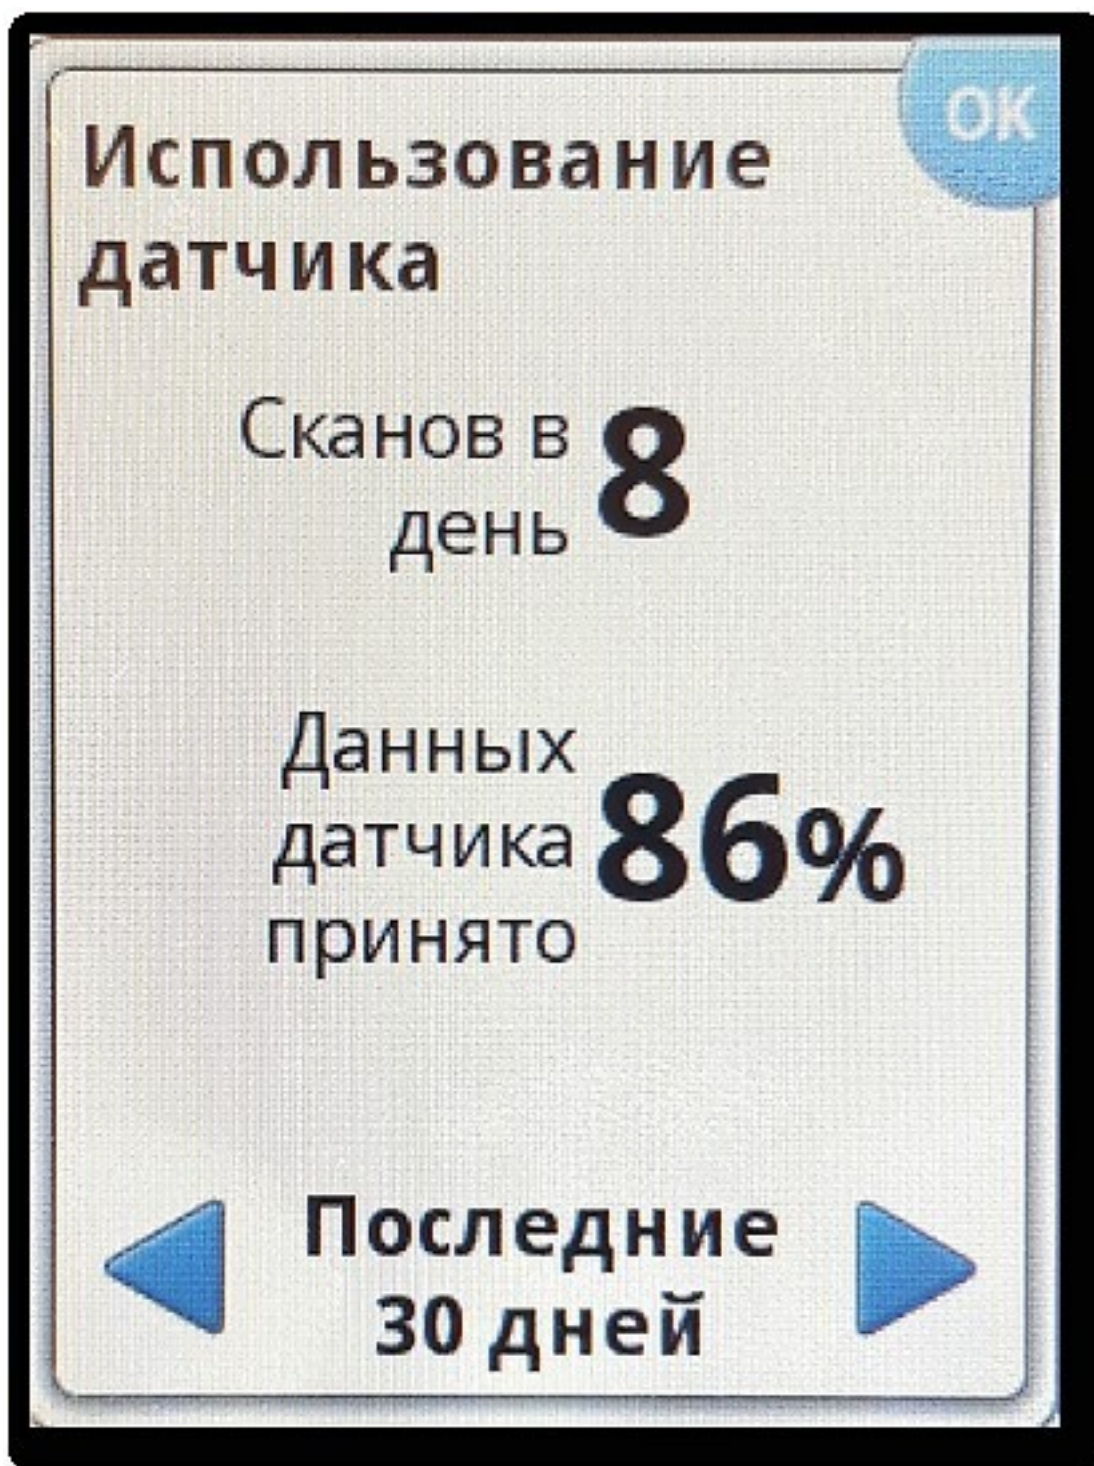 OK
Использование
датчика
Сканов в
день
8
Данных
датчика
принято
86%
Последние
30 дней